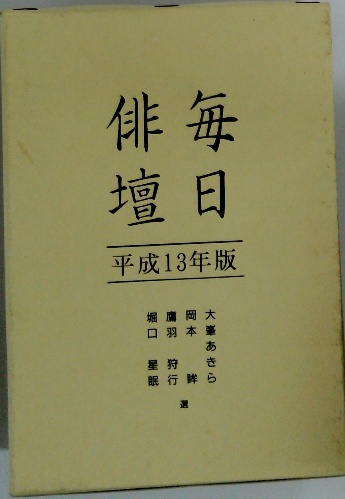 毎日
俳壇
平成13年版
大峯あきら
岡本眸
鷹羽狩行
堀口星眠
選